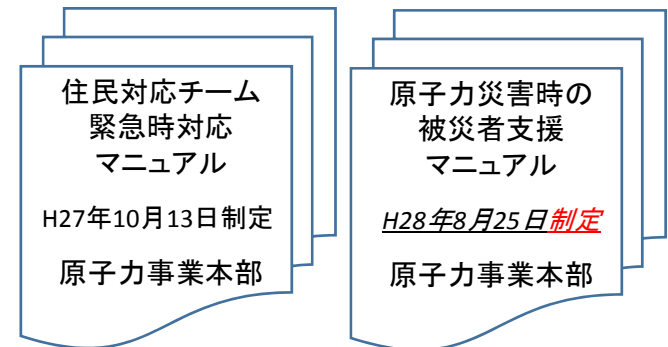 住民対応チーム
緊急時対応
マニュアル
H27年10月13日制定
原子力事業本部
原子力災害時の
被災者支援
マニュアル
H28年8月25日制定
原子力事業本部